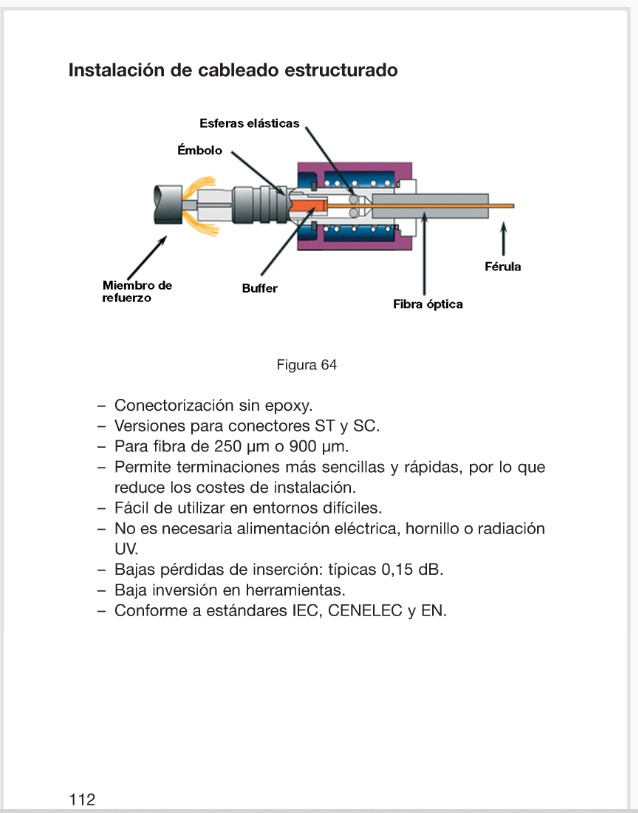 Instalación de cableado estructurado
Esferas elásticas
Émbolo
Miembro de
refuerzo
Buffer
Férula
Fibra óptica
Figura 64
– Conectorización sin epoxy.
– Versiones para conectores ST y SC.
– Para fibra de 250 µm o 900 µm.
– Permite terminaciones más sencillas y rápidas, por lo que
reduce los costes de instalación.
– Fácil de utilizar en entornos difíciles.
– No es necesaria alimentación eléctrica, hornillo o radiación
UV.
– Bajas pérdidas de inserción: típicas 0,15 dB.
– Baja inversión en herramientas.
– Conforme a estándares IEC, CENELEC y EN.
112